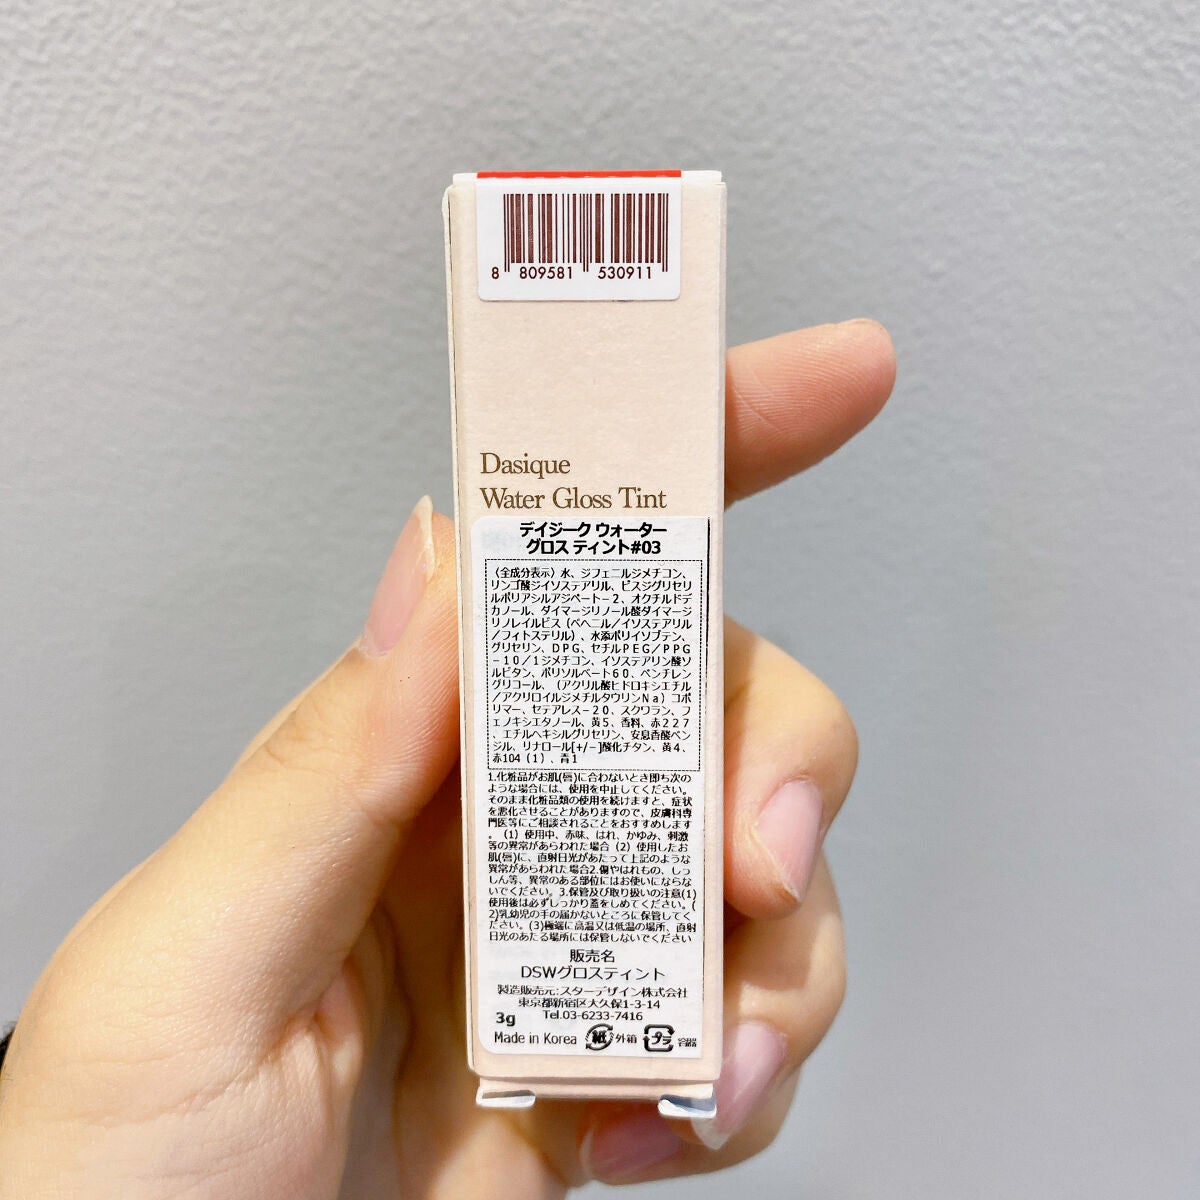 8 809581 530911
Dasique
Water Gloss Tint
デイジーク ウォーター
グロス ティント#03
(全成分表示)水、ジフェニルジメチコン、
リンゴ酸ジイソステアリル、ビスジグリセリ
ルポリアシルアジペート-2、オクチルドデ
カノール、ダイマージリノール酸ダイマージ
リノレイルビス(ベヘニル/イソステアリル
/フィトステリル)、水添ポリイソブテン、
グリセリン、DPG、セチルPEG/PPG
-10/1ジメチコン、イソステアリン酸ソ
ルビタン、ポリソルベート60、ペンチレン
グリコール、(アクリル酸ヒドロキシエチル
/アクリロイルジメチルタウリンNa)コポ
リマー、セテアレス-20、スクワラン、フ
ェノキシエタノール、黄5、香料、赤227
、エチルヘキシルグリセリン、安息香酸ベン
ジル、リナロール[+/-]酸化チタン、黄4、
赤104(1)、青1
1.化粧品がお肌(唇)に合わないとき即ち次の
ような場合には、使用を中止してください。
そのまま化粧品類の使用を続けますと、症状
を悪化させることがありますので、皮膚科専
門医等にご相談されることをおすすめします
。(1)使用中、赤味、はれ、かゆみ、刺激
等の異常があらわれた場合(2)使用したお
肌(唇)に、直射日光があたって上記のような
異常があらわれた場合2.傷やはれもの、しっ
しん等、異常のある部位にはお使いにならな
いでください。3.保管及び取り扱いの注意(1)
使用後は必ずしっかり蓋をしめてください。(
2)乳幼児の手の届かないところに保管してく
ださい。(3)極端に高温又は低温の場所、直射
日光のあたる場所には保管しないでください
販売名
DSWグロスティント
製造販売元:スターデザイン株式会社
東京都新宿区大久保1-3-14
Tel.03-6233-7416
3g
Made in Korea 紙 外箱 プラ